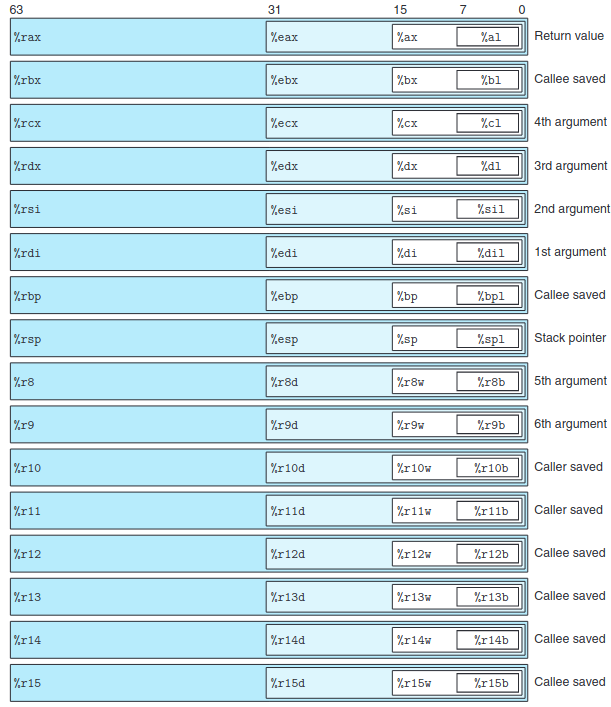 63 31 15 7 0
%rax %eax %ax %al Return value
%rbx %ebx %bx %bl Callee saved
%rcx %ecx %cx %cl 4th argument
%rdx %edx %dx %dl 3rd argument
%rsi %esi %si %sil 2nd argument
%rdi %edi %di %dil 1st argument
%rbp %ebp %bp %bpl Callee saved
%rsp %esp %sp %spl Stack pointer
%r8 %r8d %r8w %r8b 5th argument
%r9 %r9d %r9w %r9b 6th argument
%r10 %r10d %r10w %r10b Caller saved
%r11 %r11d %r11w %r11b Caller saved
%r12 %r12d %r12w %r12b Callee saved
%r13 %r13d %r13w %r13b Callee saved
%r14 %r14d %r14w %r14b Callee saved
%r15 %r15d %r15w %r15b Callee saved